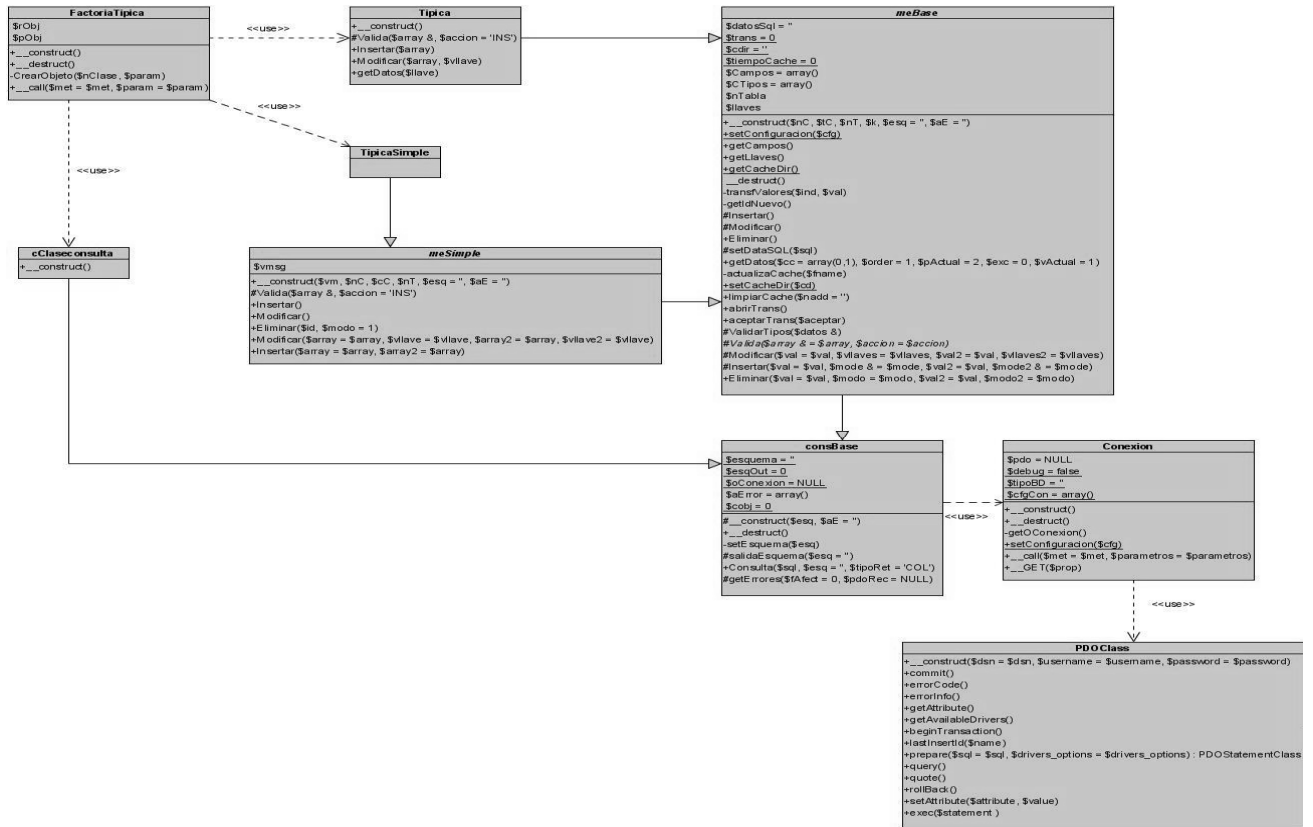 FactoriaTipica
$rObj
$pObj
+__construct()
+__destruct()
-CrearObjeto($nClase, $param)
+__call($met = $met, $param = $param)
<<use>>
<<use>>
<<use>>
Tipica
+__construct()
#Valida($array &, $accion = 'INS')
+Insertar($array)
+Modificar($array, $vllave)
+getDatos($llave)
TipicaSimple
cClaseconsulta
+__construct()
meSimple
$vmsg
+__construct($vm, $nC, $cC, $nT, $esq = '', $aE = '')
#Valida($array &, $accion = 'INS')
+Insertar()
+Modificar()
+Eliminar($id, $modo = 1)
+Modificar($array = $array, $vllave = $vllave, $array2 = $array, $vllave2 = $vllave)
+Insertar($array = $array, $array2 = $array)
meBase
$datosSql = ''
$trans = 0
$cdir = ''
$tiempoCache = 0
$Campos = array()
$CTipos = array()
$nTabla
$llaves
+__construct($nC, $tC, $nT, $k, $esq = '', $aE = '')
+setConfiguracion($cfg)
+getCampos()
+getLlaves()
+getCacheDir()
__destruct()
-transfValores($ind, $val)
-getIdNuevo()
#Insertar()
#Modificar()
+Eliminar()
#setDataSQL($sql)
+getDatos($cc = array(0,1), $order = 1, $pActual = 2, $exc = 0, $vActual = 1)
-actualizaCache($fname)
+setCacheDir($cd)
+limpiarCache($nadd = '')
+abrirTrans()
+aceptarTrans($aceptar)
#ValidarTipos($datos &)
#Valida($array & = $array, $accion = $accion)
#Modificar($val = $val, $vllaves = $vllaves, $val2 = $val, $vllaves2 = $vllaves)
#Insertar($val = $val, $mode & = $mode, $val2 = $val, $mode2 & = $mode)
+Eliminar($val = $val, $modo = $modo, $val2 = $val, $modo2 = $modo)
consBase
$esquema = ''
$esqOut = 0
$oConexion = NULL
$aError = array()
$cobj = 0
#__construct($esq, $aE = '')
+__destruct()
-setEsquema($esq)
#salidaEsquema($esq = '')
+Consulta($sql, $esq = '', $tipoRet = 'COL')
#getErrores($fAfect = 0, $pdoRec = NULL)
<<use>>
Conexion
$pdo = NULL
$debug = false
$tipoBD = ''
$cfgCon = array()
+__construct()
+__destruct()
-getOConexion()
+setConfiguracion($cfg)
+__call($met = $met, $parametros = $parametros)
+__GET($prop)
<<use>>
PDOClass
+__construct($dsn = $dsn, $username = $username, $password = $password)
+commit()
+errorCode()
+errorInfo()
+getAttribute()
+getAvailableDrivers()
+beginTransaction()
+lastInsertId($name)
+prepare($sql = $sql, $drivers_options = $drivers_options) : PDOStatementClass
+query()
+quote()
+rollBack()
+setAttribute($attribute, $value)
+exec($statement )